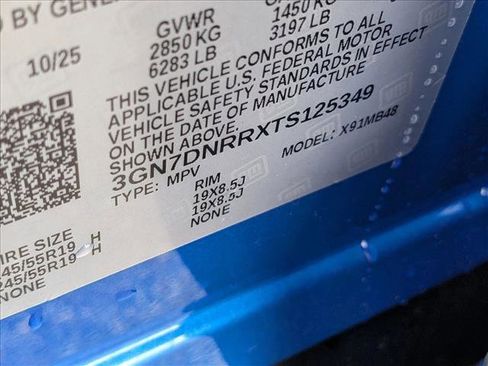 BY GENE
10/25
GVWR
2850 KG
6283 LB
1450 KG
3197 LB
THIS VEHICLE CONFORMS TO ALL
APPLICABLE U.S. FEDERAL MOTOR
VEHICLE SAFETY STANDARDS IN EFFECT
ON THE DATE OF MANUFACTURE
SHOWN ABOVE.
3GN7DNRRXTS125349
TYPE: MPV
MODEL: X91MB48
RIM
19X8.5J
19X8.5J
NONE
IRE SIZE
245/55R19 H
245/55R19 H
NONE